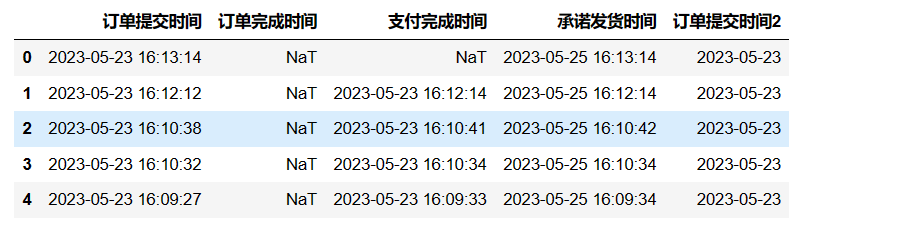 订单提交时间 订单完成时间 支付完成时间 承诺发货时间 订单提交时间2
0 2023-05-23 16:13:14 NaT NaT 2023-05-25 16:13:14 2023-05-23
1 2023-05-23 16:12:12 NaT 2023-05-23 16:12:14 2023-05-25 16:12:14 2023-05-23
2 2023-05-23 16:10:38 NaT 2023-05-23 16:10:41 2023-05-25 16:10:42 2023-05-23
3 2023-05-23 16:10:32 NaT 2023-05-23 16:10:34 2023-05-25 16:10:34 2023-05-23
4 2023-05-23 16:09:27 NaT 2023-05-23 16:09:33 2023-05-25 16:09:34 2023-05-23